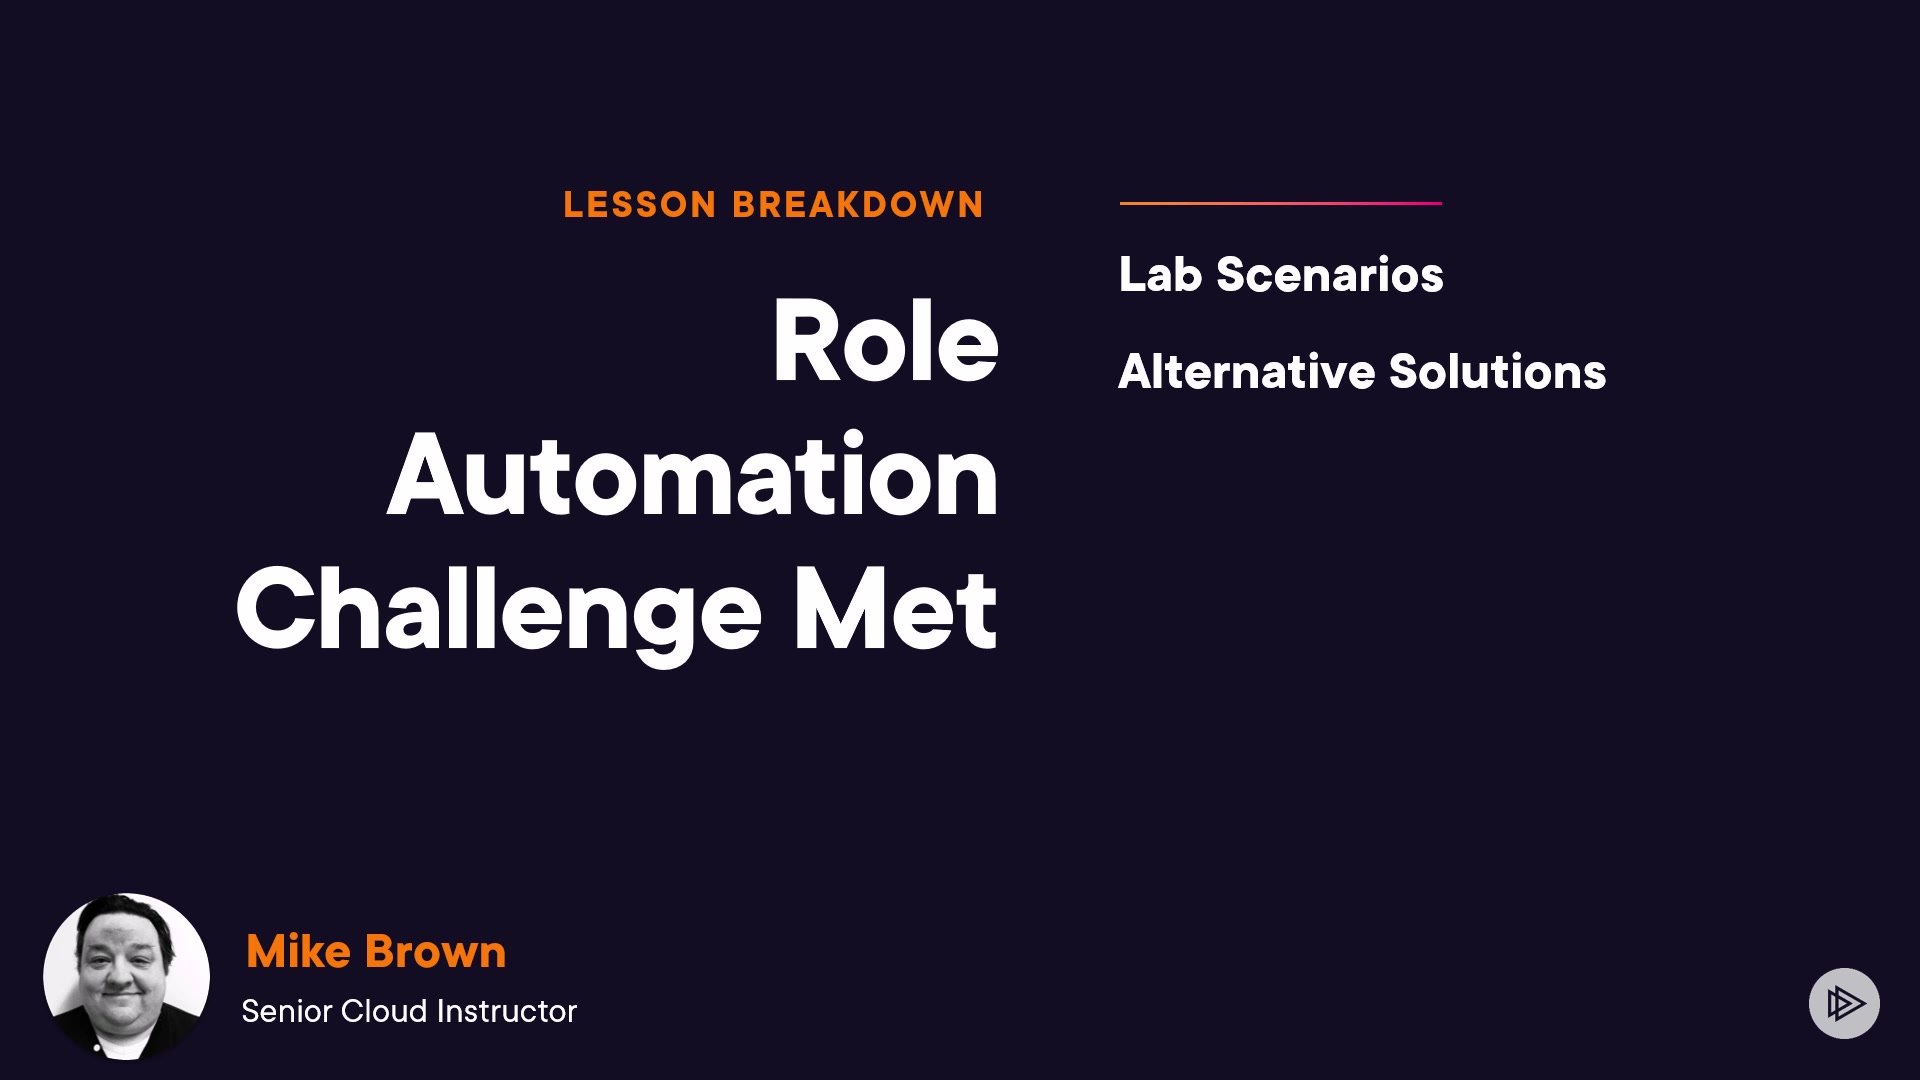 LESSON BREAKDOWN
Role
Automation
Challenge Met
Lab Scenarios
Alternative Solutions
Mike Brown
Senior Cloud Instructor